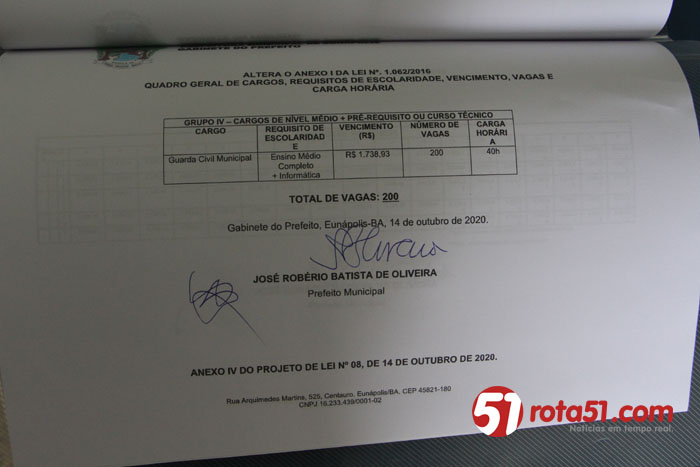 GABINETE DO PREFEITO
ALTERA O ANEXO I DA LEI Nº. 1.062/2016
QUADRO GERAL DE CARGOS, REQUISITOS DE ESCOLARIDADE, VENCIMENTO, VAGAS E
CARGA HORÁRIA
GRUPO IV – CARGOS DE NÍVEL MÉDIO + PRÉ-REQUISITO OU CURSO TÉCNICO
CARGO REQUISITO DE ESCOLARIDAD E VENCIMENTO (R$) NÚMERO DE VAGAS CARGA HORÁRI A
Guarda Civil Municipal Ensino Médio Completo + Informática R$ 1.738,93 200 40h
TOTAL DE VAGAS: 200
Gabinete do Prefeito, Eunápolis-BA, 14 de outubro de 2020.
JOSÉ ROBÉRIO BATISTA DE OLIVEIRA
Prefeito Municipal
ANEXO IV DO PROJETO DE LEI Nº 08, DE 14 DE OUTUBRO DE 2020.
Rua Arquimedes Martins, 525, Centauro, Eunápolis/BA, CEP 45821-180
CNPJ 16.233.439/0001-02
51 rota51.com
Notícias em tempo real.